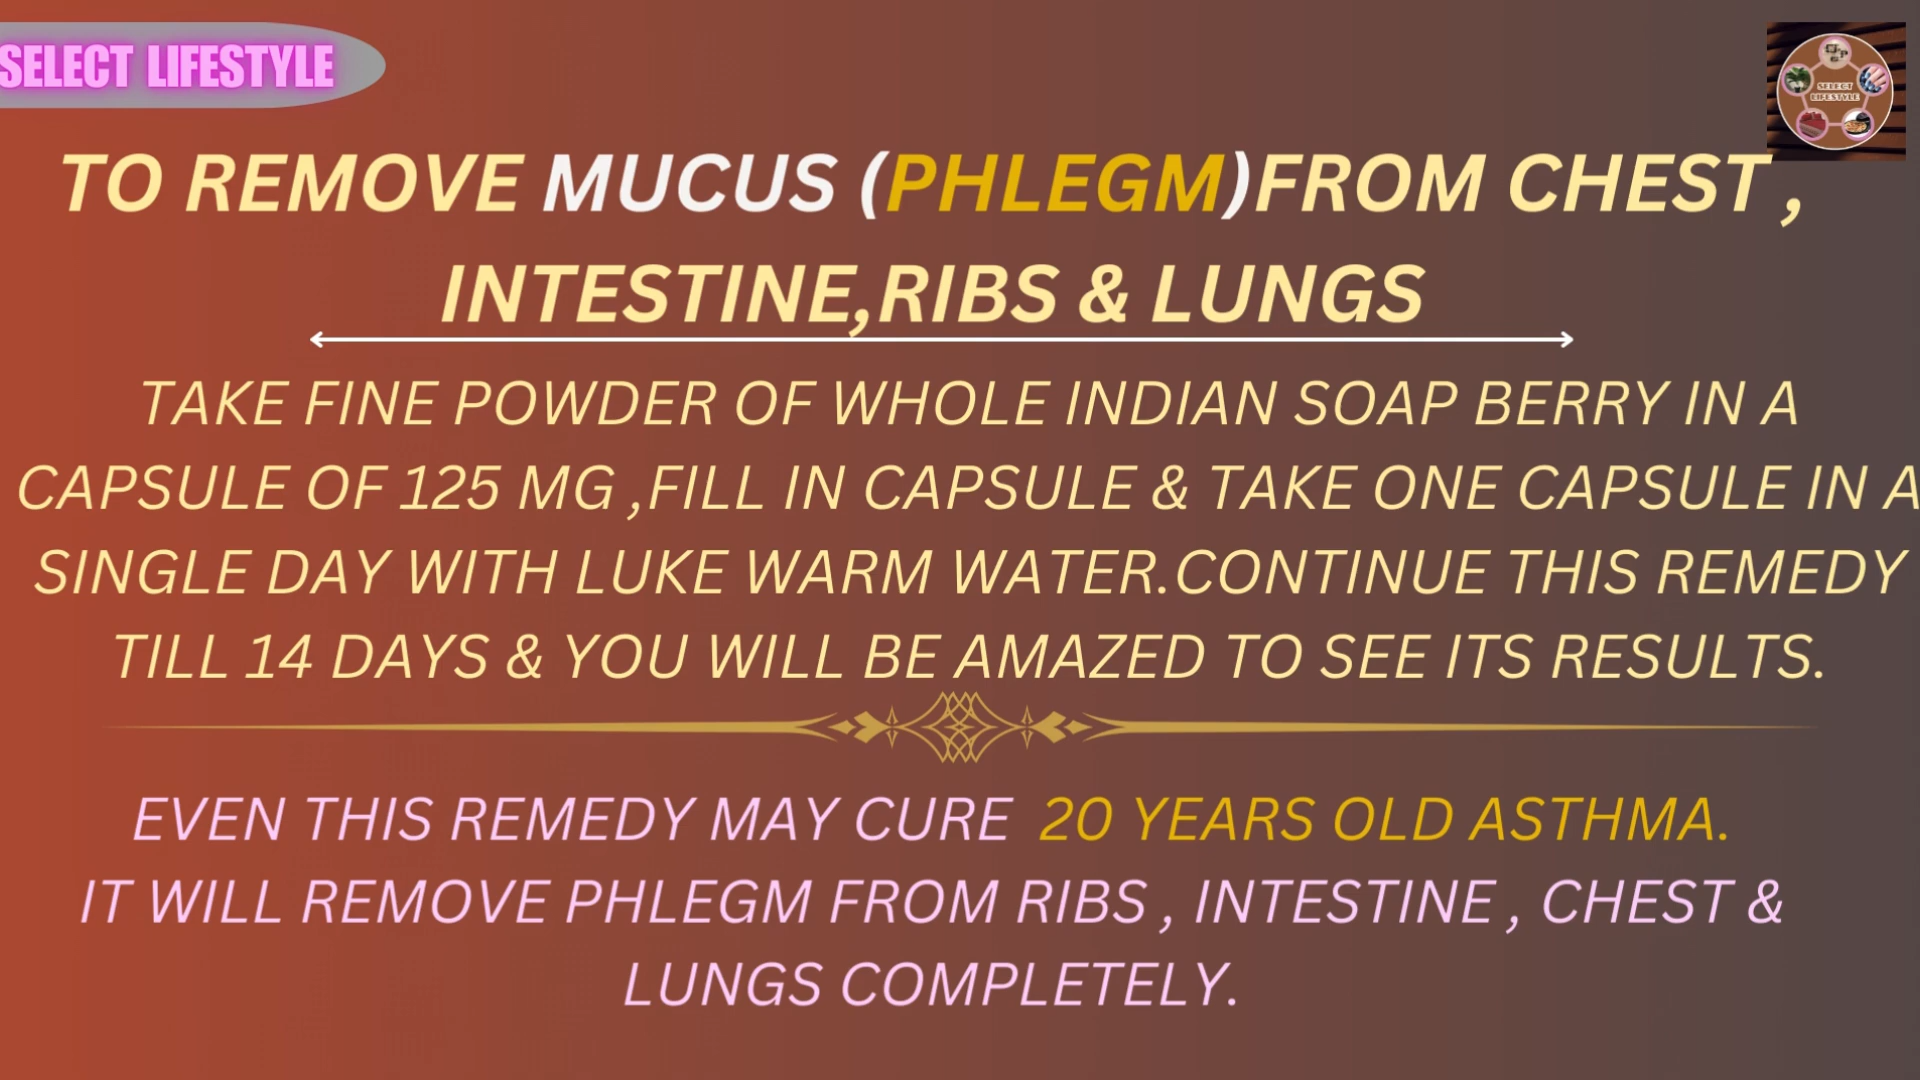 SELECT LIFESTYLE
SELECT
LIFESTYLE
TO REMOVE MUCUS (PHLEGM)FROM CHEST ,
INTESTINE,RIBS & LUNGS
TAKE FINE POWDER OF WHOLE INDIAN SOAP BERRY IN A
CAPSULE OF 125 MG ,FILL IN CAPSULE & TAKE ONE CAPSULE IN A
SINGLE DAY WITH LUKE WARM WATER.CONTINUE THIS REMEDY
TILL 14 DAYS & YOU WILL BE AMAZED TO SEE ITS RESULTS.
EVEN THIS REMEDY MAY CURE 20 YEARS OLD ASTHMA.
IT WILL REMOVE PHLEGM FROM RIBS , INTESTINE , CHEST &
LUNGS COMPLETELY.